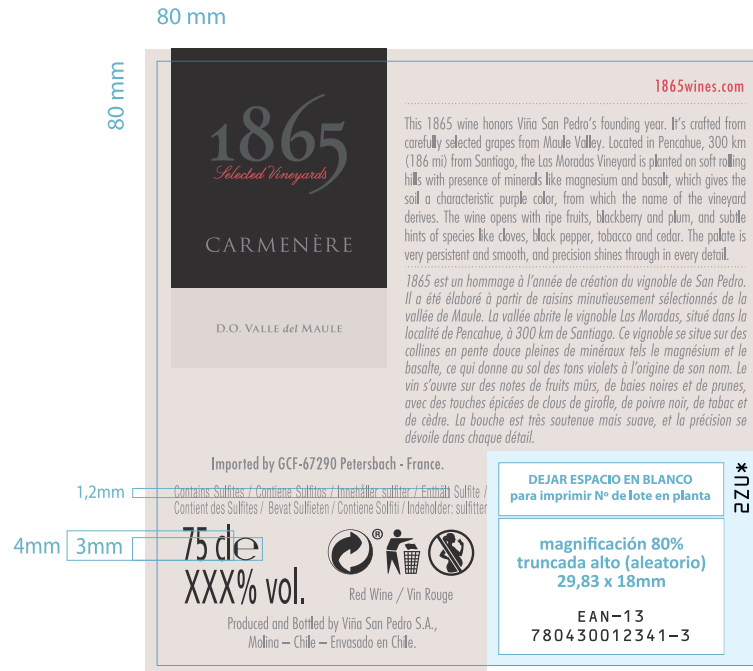 80 mm
80 mm
1865
Selected Vineyards
CARMENÈRE
D.O. VALLE del MAULE
1865wines.com
This 1865 wine honors Viña San Pedro's founding year. It's crafted from
carefully selected grapes from Maule Valley. Located in Pencahue, 300 km
(186 mi) from Santiago, the Las Moradas Vineyard is planted on soft rolling
hills with presence of minerals like magnesium and basalt, which gives the
soil a characteristic purple color, from which the name of the vineyard
derives. The wine opens with ripe fruits, blackberry and plum, and subtle
hints of species like cloves, black pepper, tobacco and cedar. The palate is
very persistent and smooth, and precision shines through in every detail.
1865 est un hommage à l'année de création du vignoble de San Pedro.
Il a été élaboré à partir de raisins minutieusement sélectionnés de la
vallée de Maule. La vallée abrite le vignoble Las Moradas, situé dans la
localité de Pencahue, à 300 km de Santiago. Ce vignoble se situe sur des
collines en pente douce pleines de minéraux tels le magnésium et le
basalte, ce qui donne au sol des tons violets à l'origine de son nom. Le
vin s'ouvre sur des notes de fruits mûrs, de baies noires et de prunes,
avec des touches épicées de clous de girofle, de poivre noir, de tabac et
de cèdre. La bouche est très soutenue mais suave, et la précision se
dévoile dans chaque détail.
Imported by GCF-67290 Petersbach - France.
1,2mm
Contains Sulfites / Contiene Sulfitos / Innehåller sulfiter / Enthält Sulfite /
Contient des Sulfites / Bevat Sulfieten / Contiene Solfiti / Indeholder: sulfitter
4mm 3mm
75 cl e
XXX% vol.
®
Red Wine / Vin Rouge
Produced and Bottled by Viña San Pedro S.A.,
Molina – Chile – Envasado en Chile.
DEJAR ESPACIO EN BLANCO
para imprimir Nº de lote en planta
2ZU*
magnificación 80%
truncada alto (aleatorio)
29,83 x 18mm
EAN-13
780430012341-3